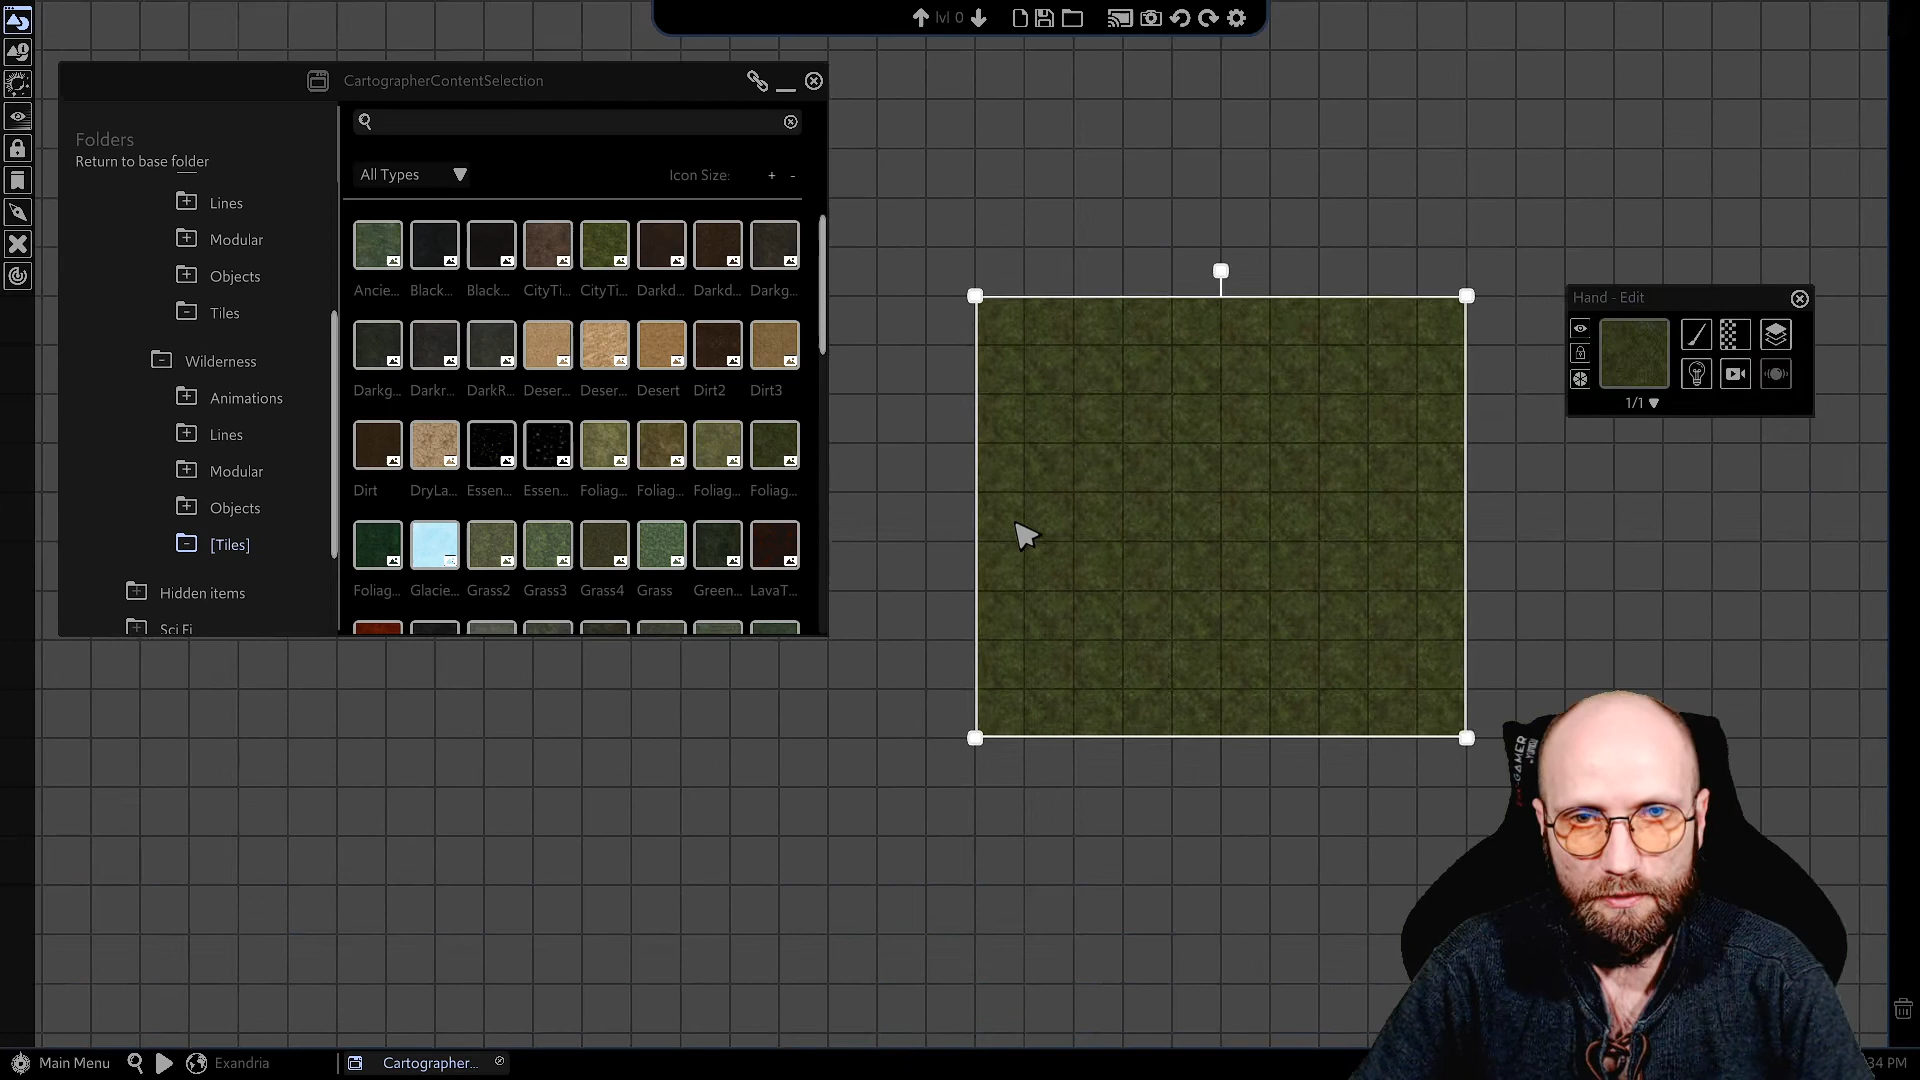 lvl 0
CartographerContentSelection
Folders
Return to base folder
Lines
Modular
Objects
Tiles
Wilderness
Animations
Lines
Modular
Objects
[Tiles]
Hidden items
Sci Fi
All Types
Icon Size: + -
Ancie... Black... Black... CityTi... CityTi... Darkd... Darkd... Darkg...
Darkg... Darkr... DarkR... Deser... Deser... Desert Dirt2 Dirt3
Dirt DryLa... Essen... Essen... Foliag... Foliag... Foliag... Foliag...
Foliag... Glacie... Grass2 Grass3 Grass4 Grass Green... LavaT...
Hand - Edit
1/1
GAMER
Main Menu
Exandria
Cartographer...
34 PM